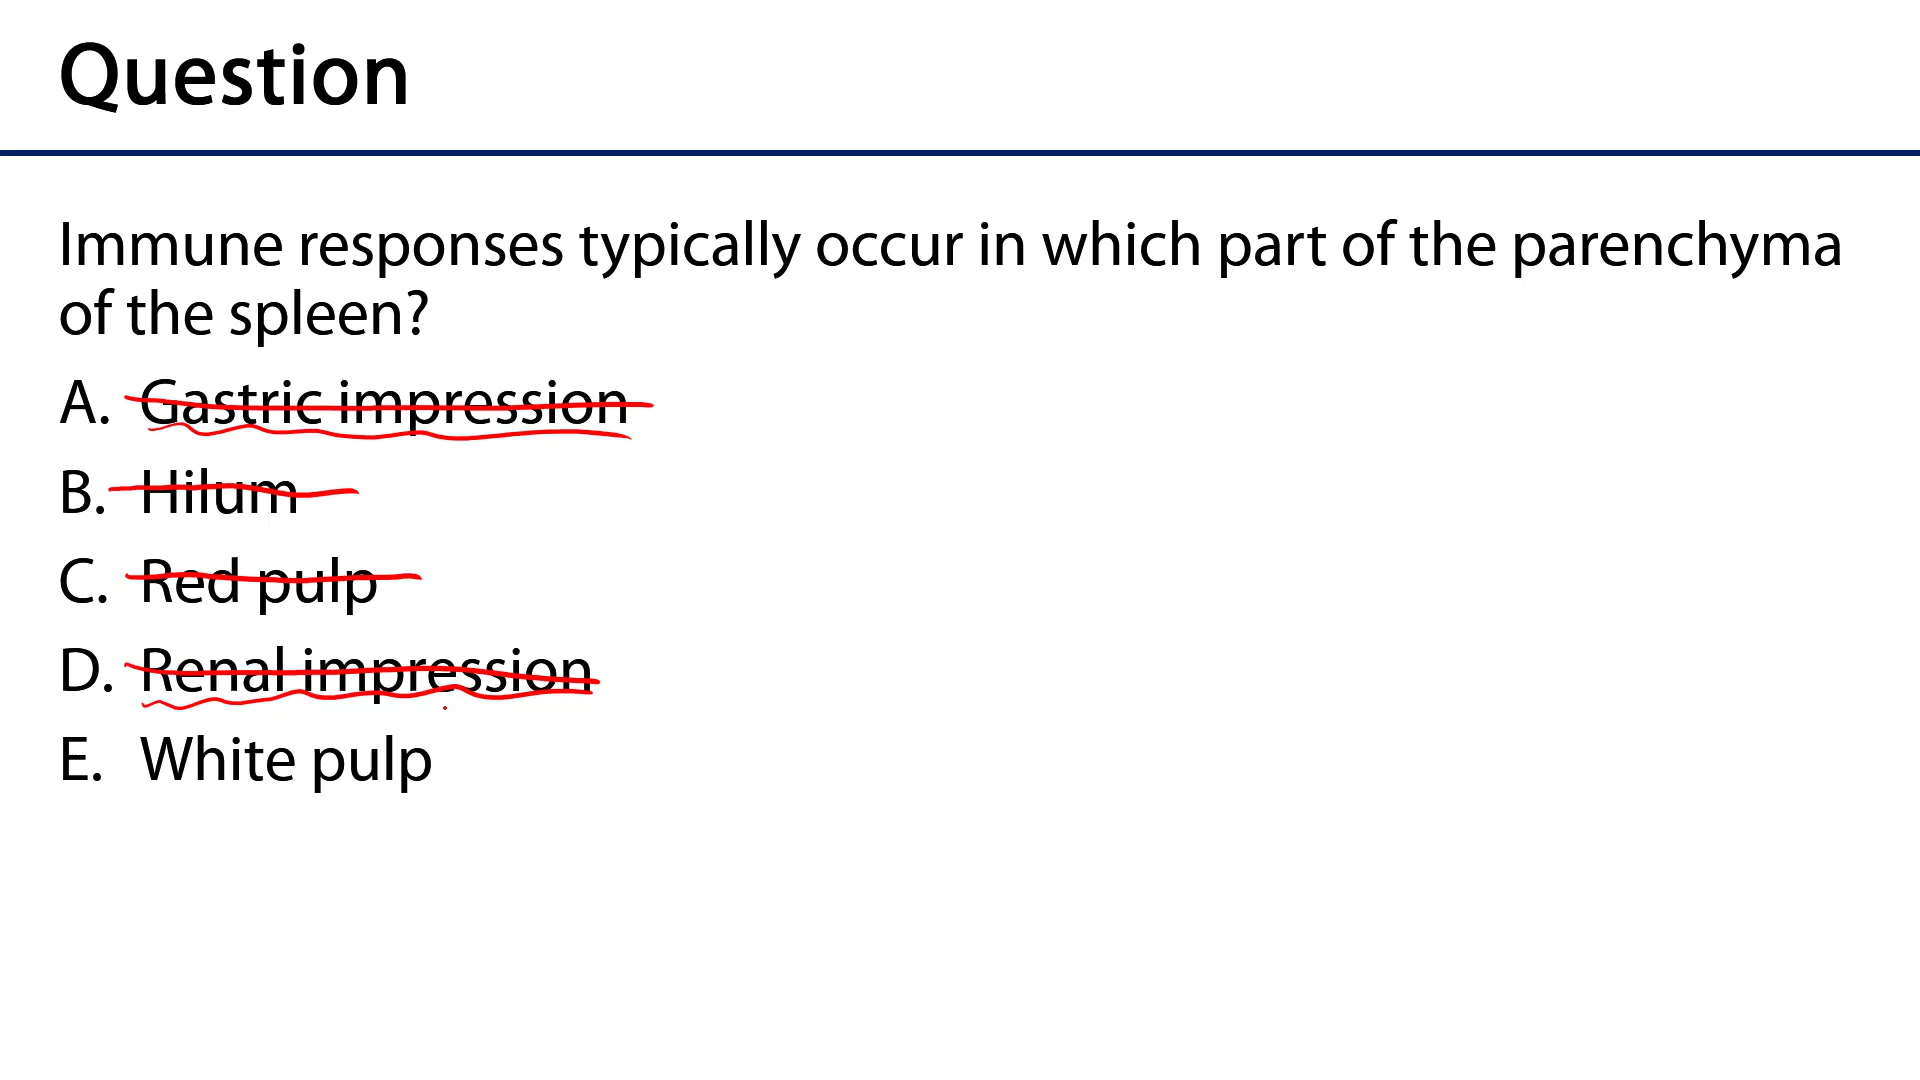 Question
Immune responses typically occur in which part of the parenchyma
of the spleen?
A. Gastric impression
B. Hilum
C. Red pulp
D. Renal impression
E. White pulp